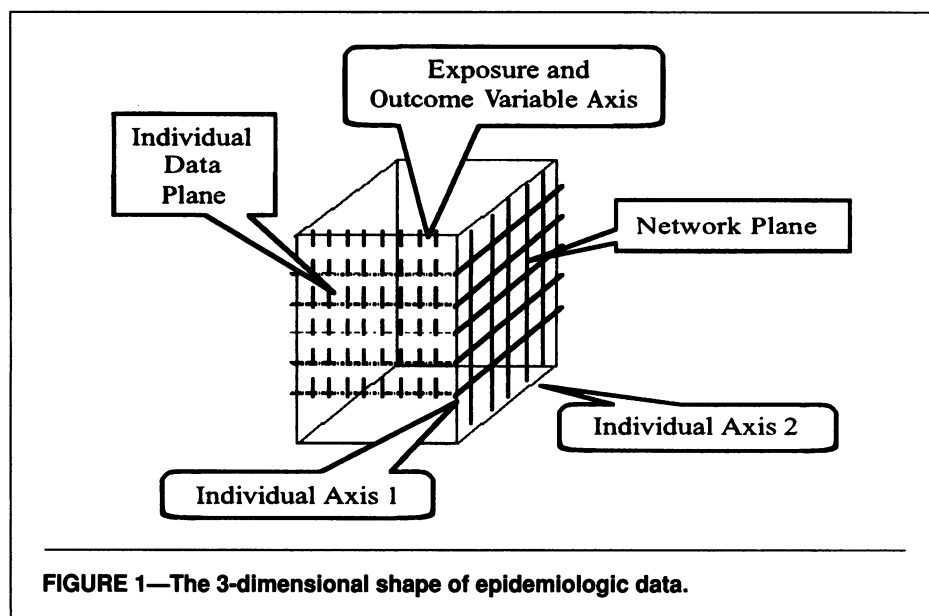 Exposure and
Outcome Variable Axis
Individual
Data
Plane
Network Plane
Individual Axis 2
Individual Axis 1
FIGURE 1—The 3-dimensional shape of epidemiologic data.